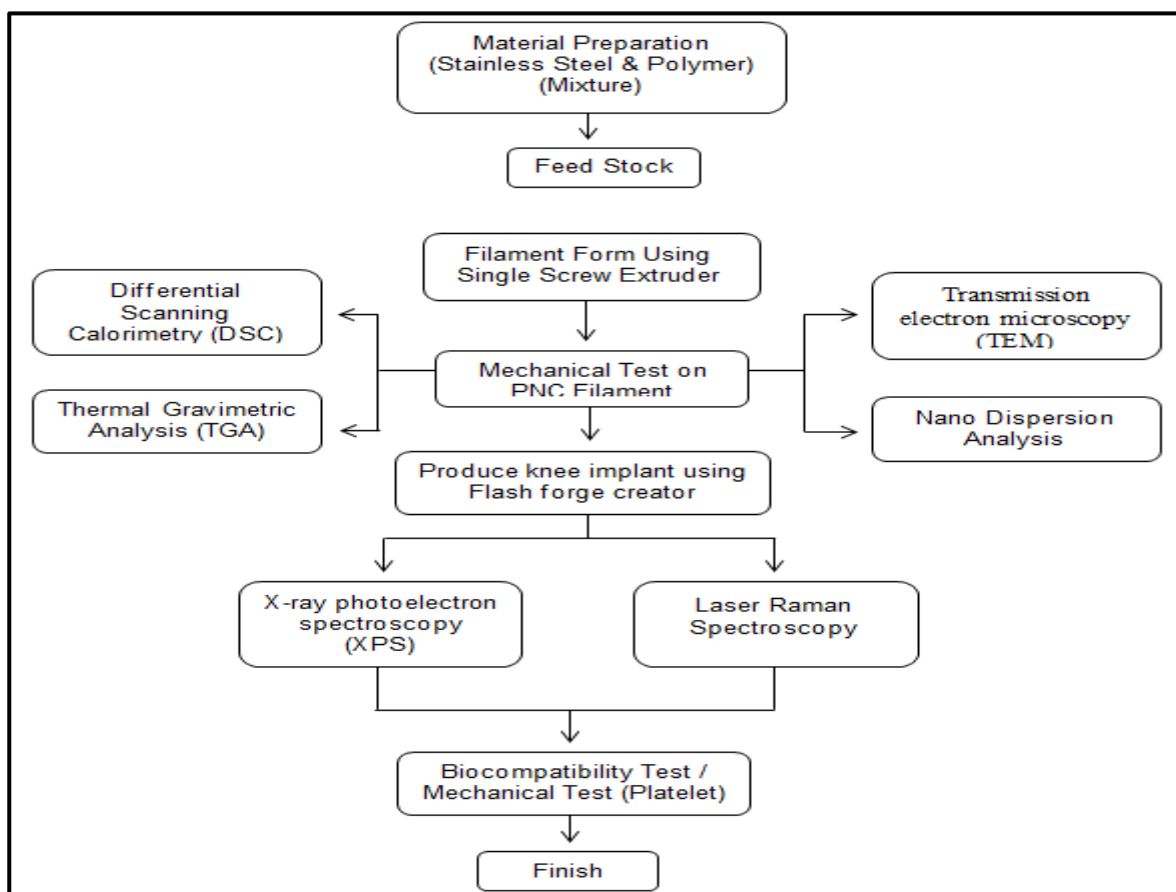 Material Preparation
(Stainless Steel & Polymer)
(Mixture)
Feed Stock
Filament Form Using
Single Screw Extruder
Differential
Scanning
Calorimetry (DSC)
Transmission
electron microscopy
(TEM)
Mechanical Test on
PNC Filament
Thermal Gravimetric
Analysis (TGA)
Nano Dispersion
Analysis
Produce knee implant using
Flash forge creator
X-ray photoelectron
spectroscopy
(XPS)
Laser Raman
Spectroscopy
Biocompatibility Test /
Mechanical Test (Platelet)
Finish